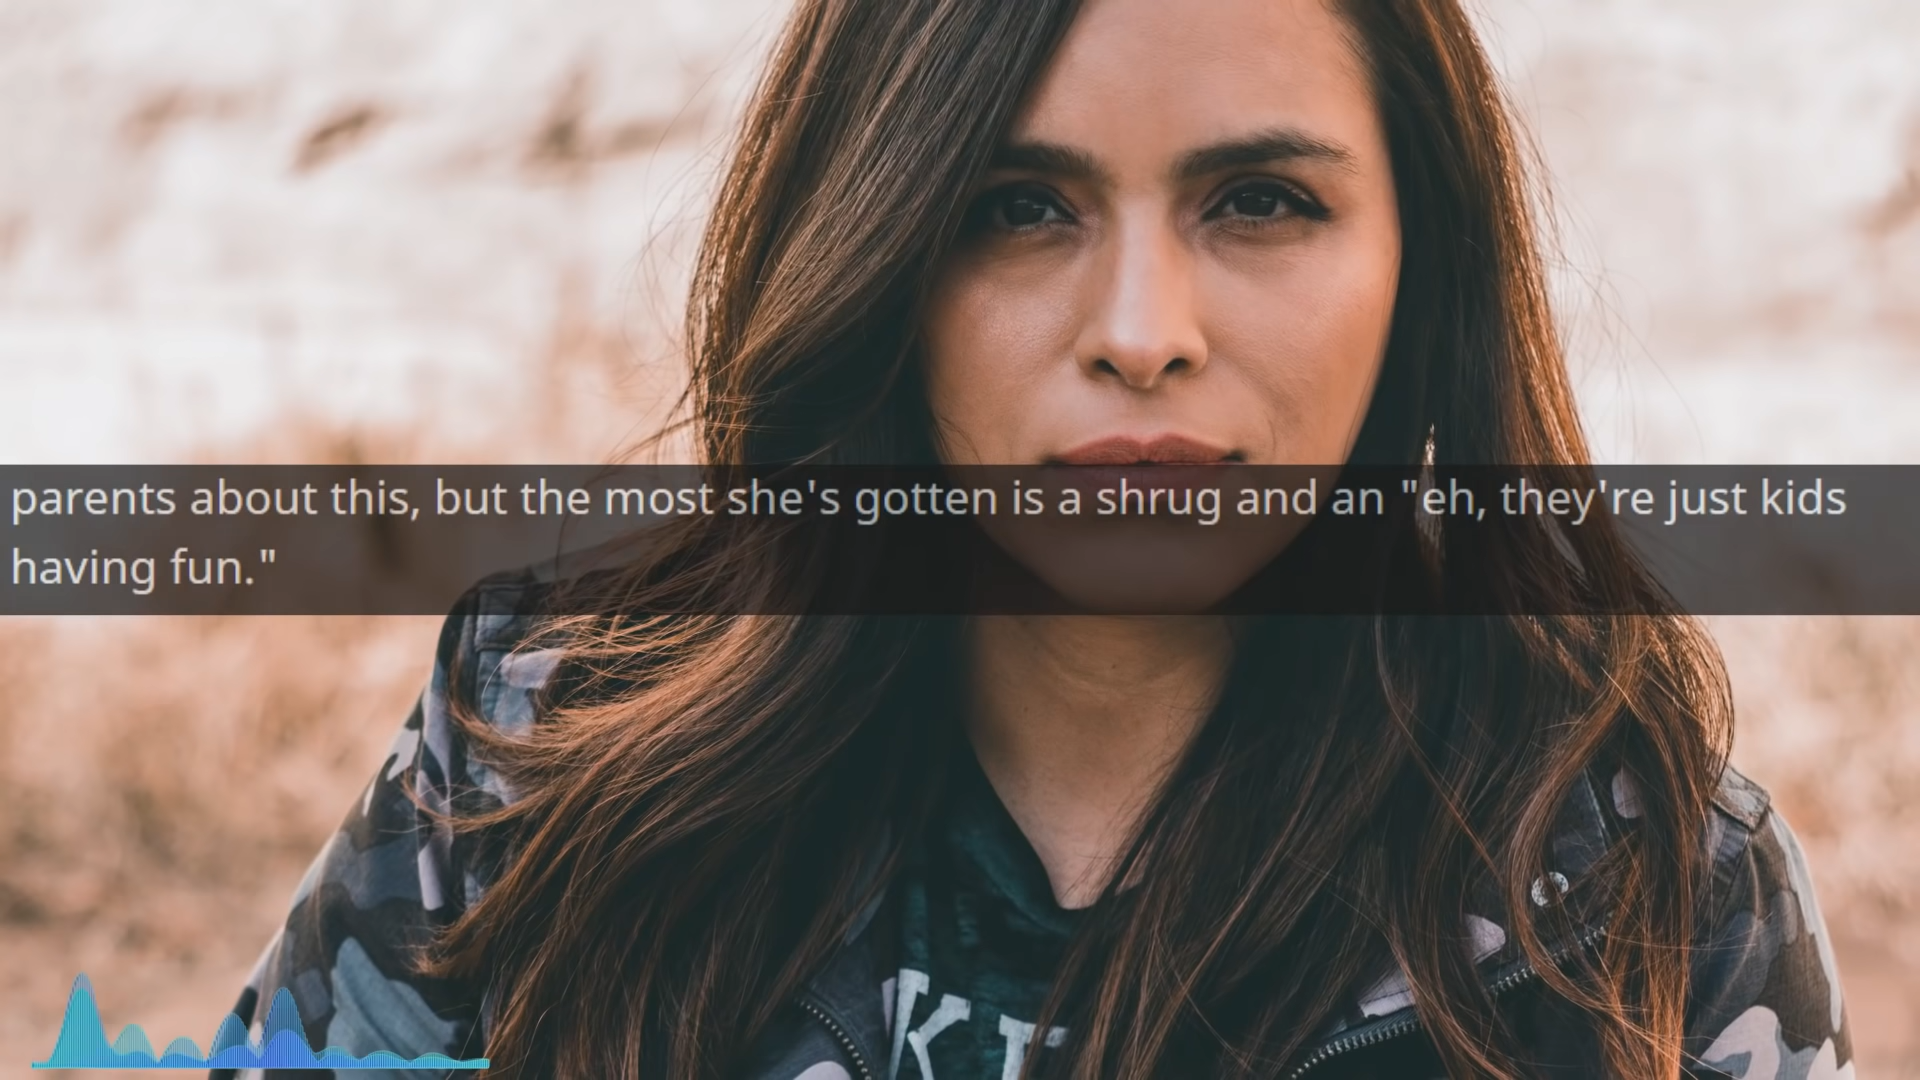 parents about this, but the most she's gotten is a shrug and an "eh, they're just kids
having fun."